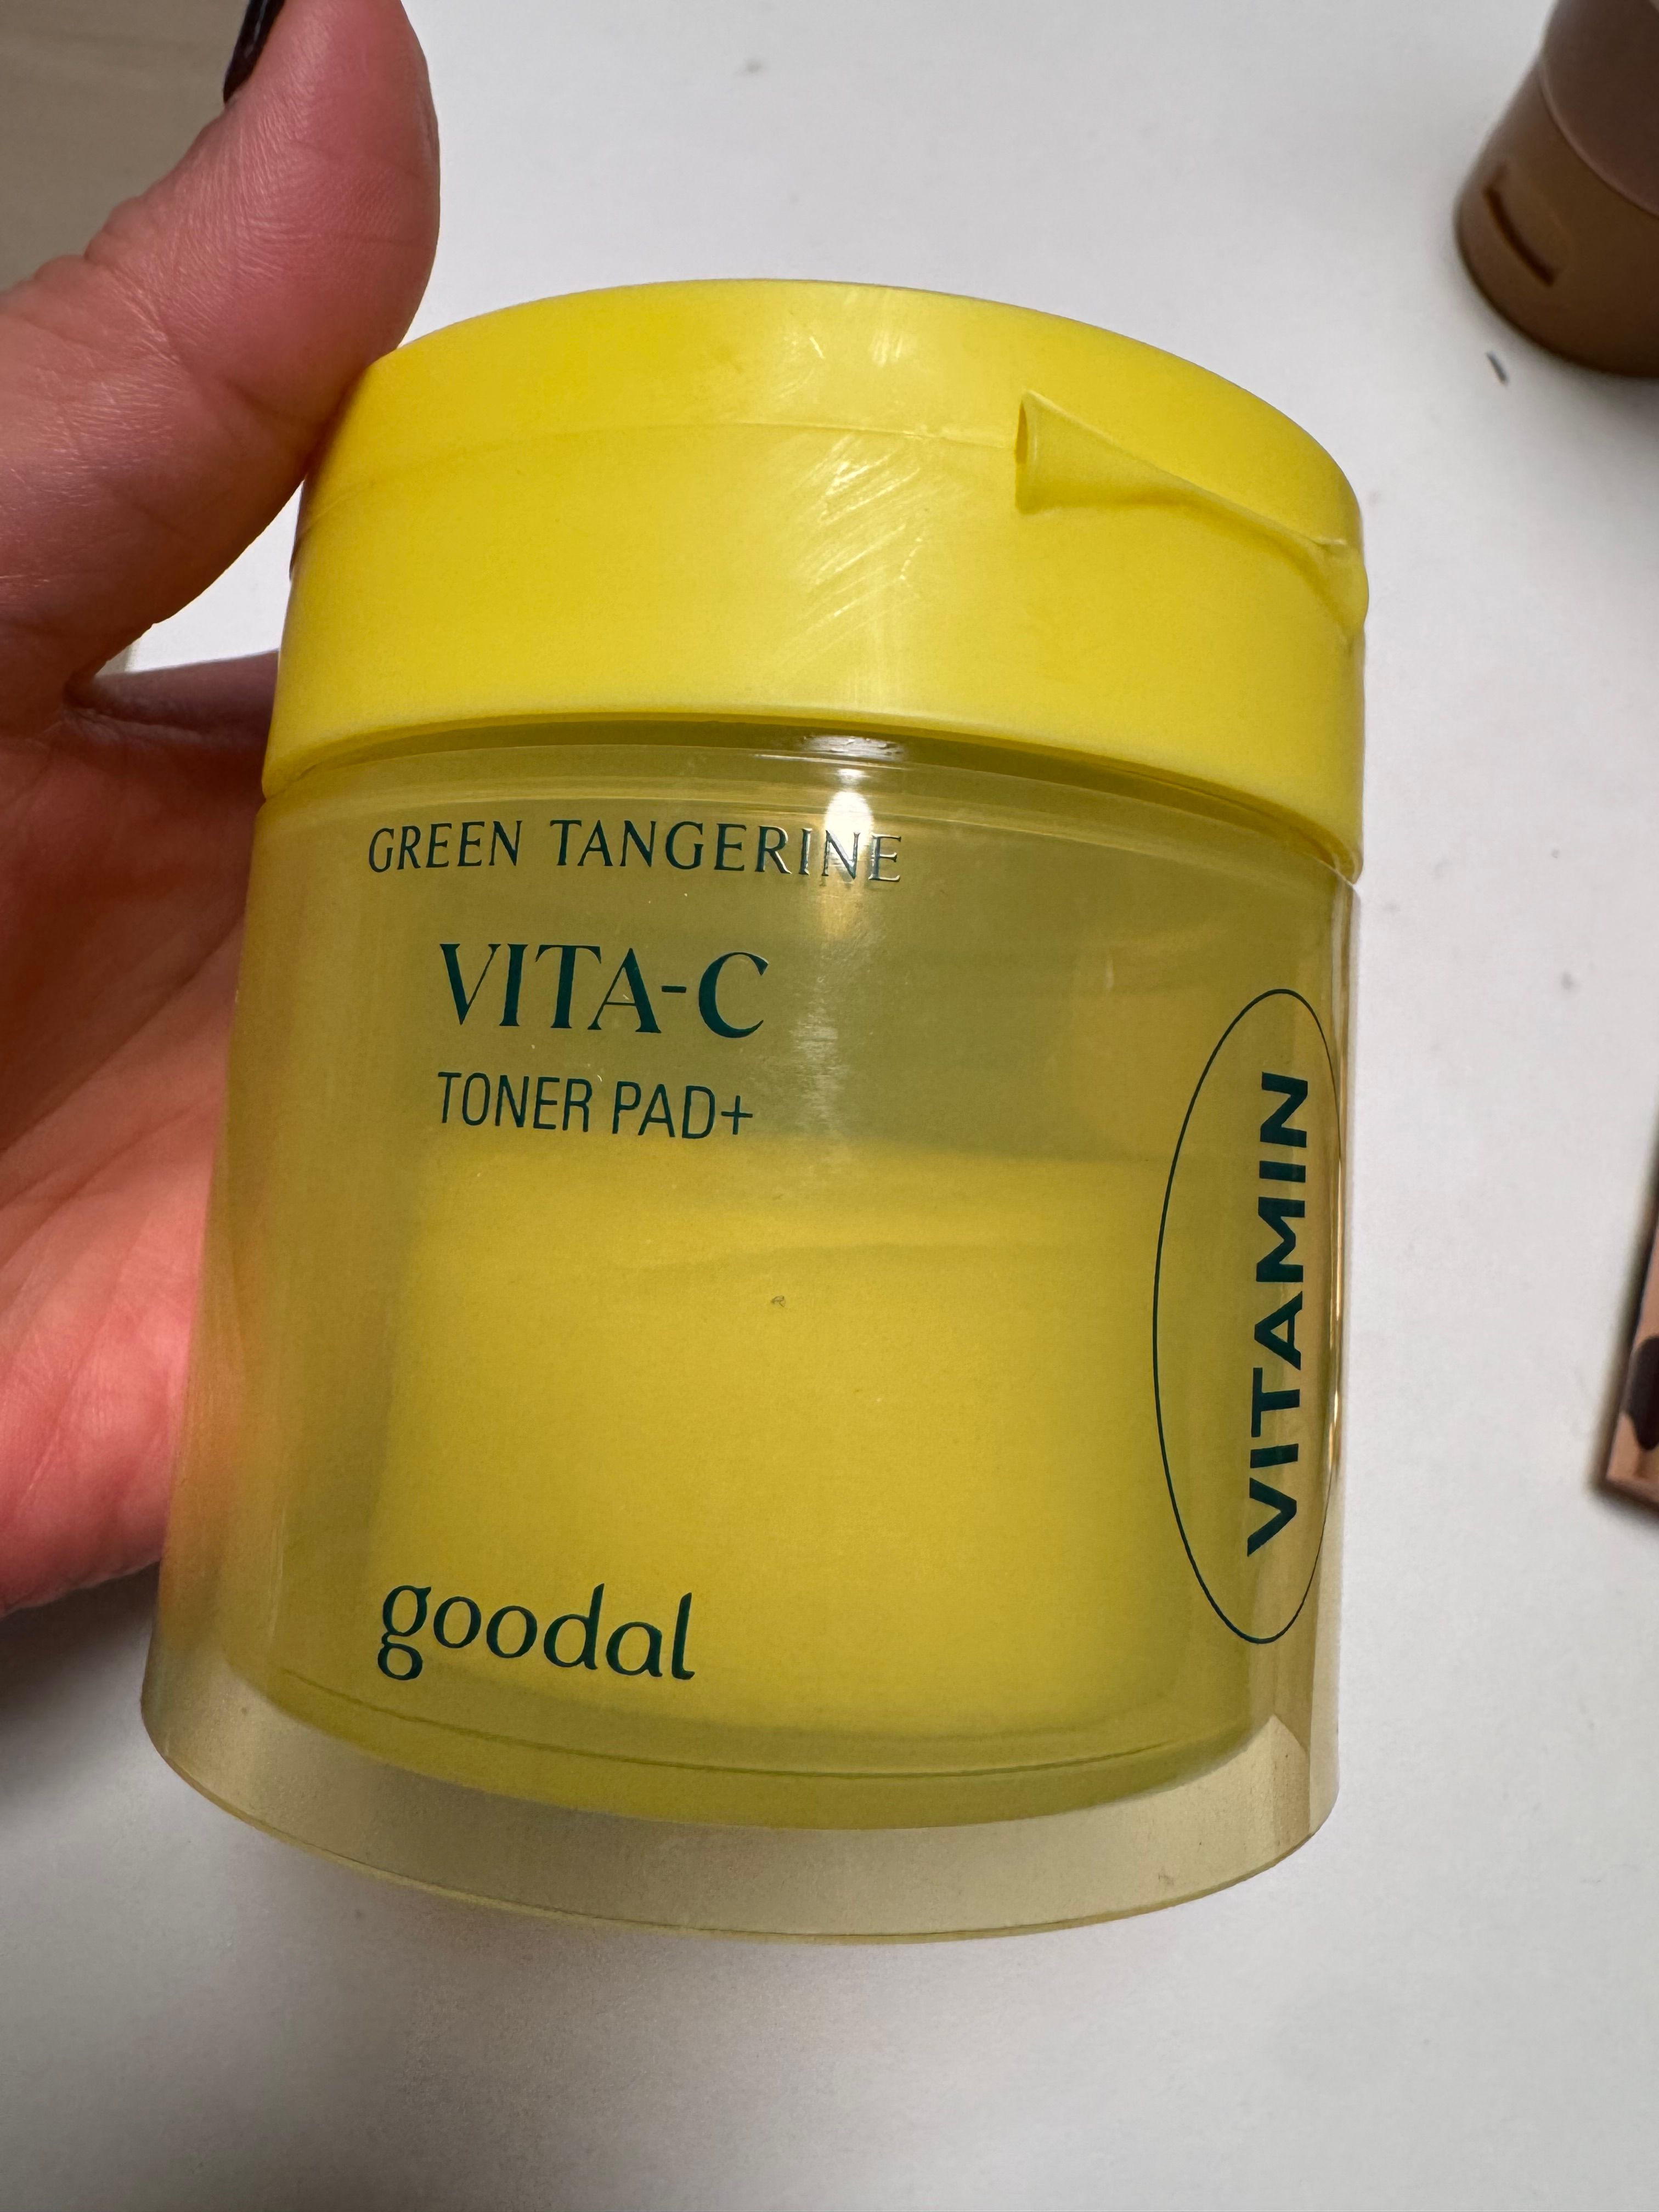 GREEN TANGERINE
VITA-C
TONER PAD+
VITAMIN
goodal